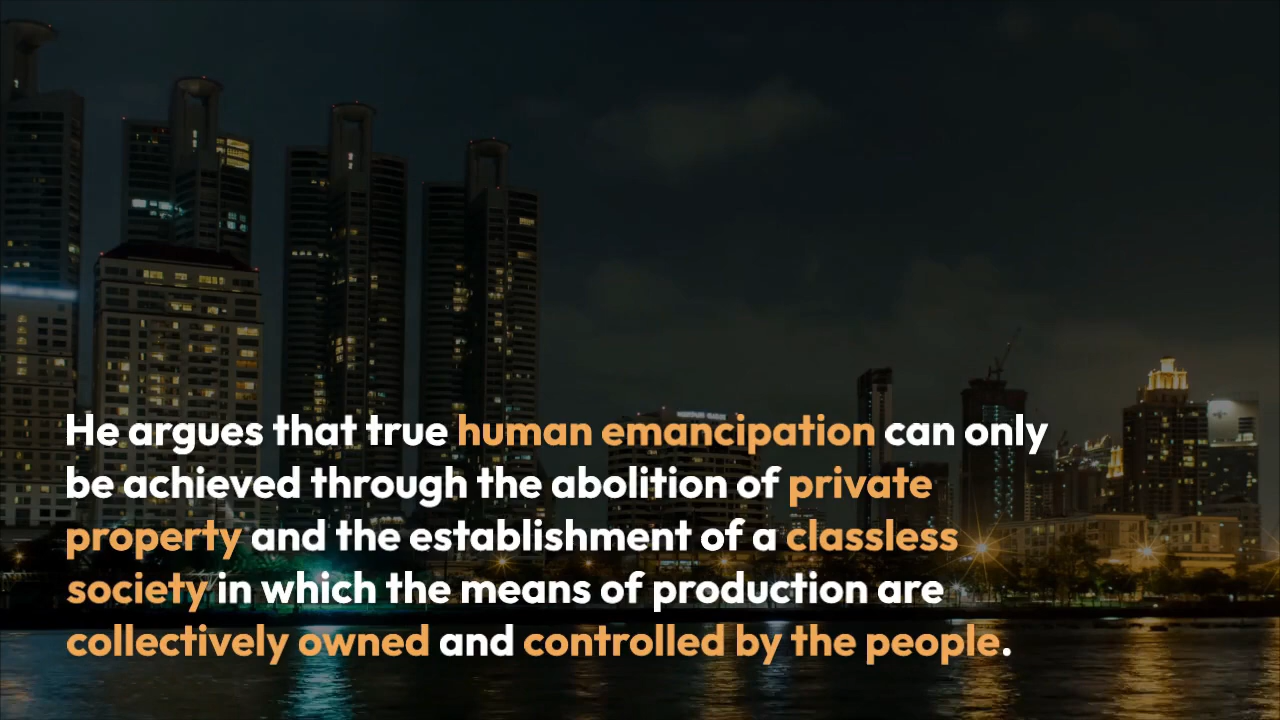 He argues that true human emancipation can only
be achieved through the abolition of private
property and the establishment of a classless
society in which the means of production are
collectively owned and controlled by the people.